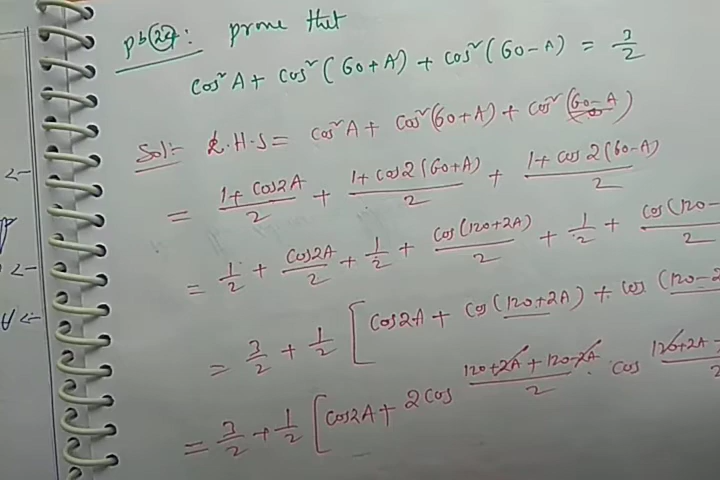 pb(24): prove that
cos²A + cos²(60+A) + cos²(60-A) = 3/2
Sol:- L.H.S = cos²A + cos²(60+A) + cos²(60-A)
= (1+cos2A)/2 + (1+cos2(60+A))/2 + (1+cos2(60-A))/2
= 1/2 + cos2A/2 + 1/2 + cos(120+2A)/2 + 1/2 + cos(120-/2
= 3/2 + 1/2 [cos2A + cos(120+2A) + cos(120-2
= 3/2 + 1/2 [cos2A + 2cos (120+2A+120-2A)/2 . cos 120+2A-/2